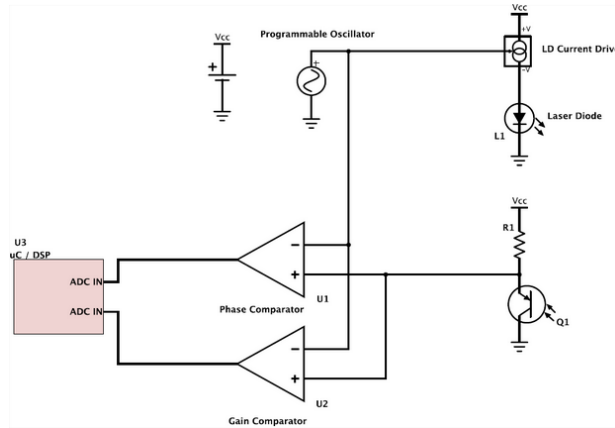 Vcc
Programmable Oscillator
Vcc
+
+
+V
LD Current Driv
-V
Laser Diode
L1
Vcc
R1
U3
uC / DSP
ADC IN
ADC IN
−
+
U1
Phase Comparator
Q1
−
+
U2
Gain Comparator